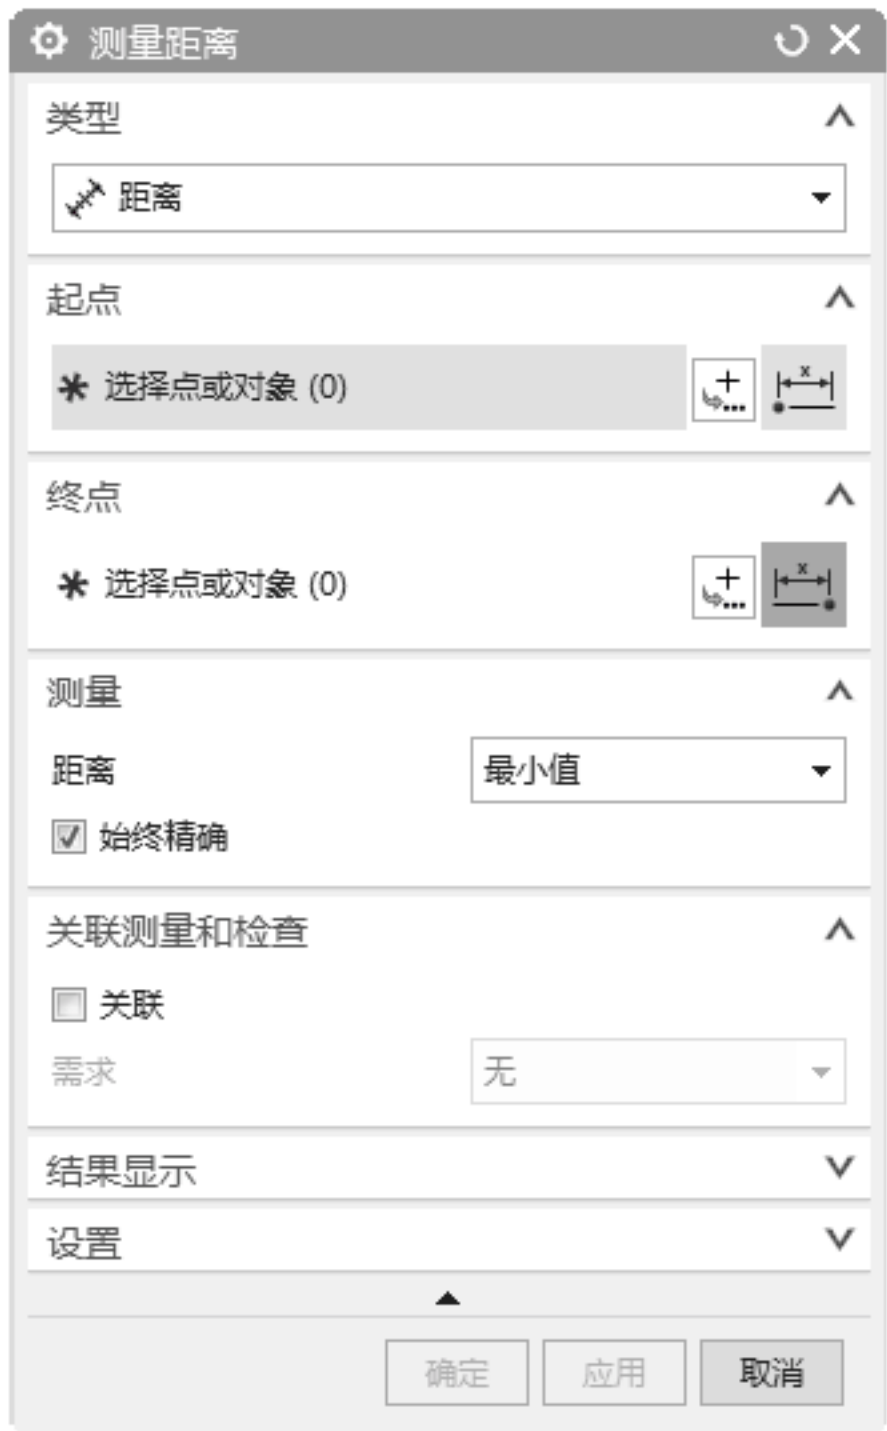 测量距离
类型
距离
起点
选择点或对象 (0)
x
终点
选择点或对象 (0)
x
测量
距离 最小值
始终精确
关联测量和检查
关联
需求 无
结果显示
设置
确定 应用 取消